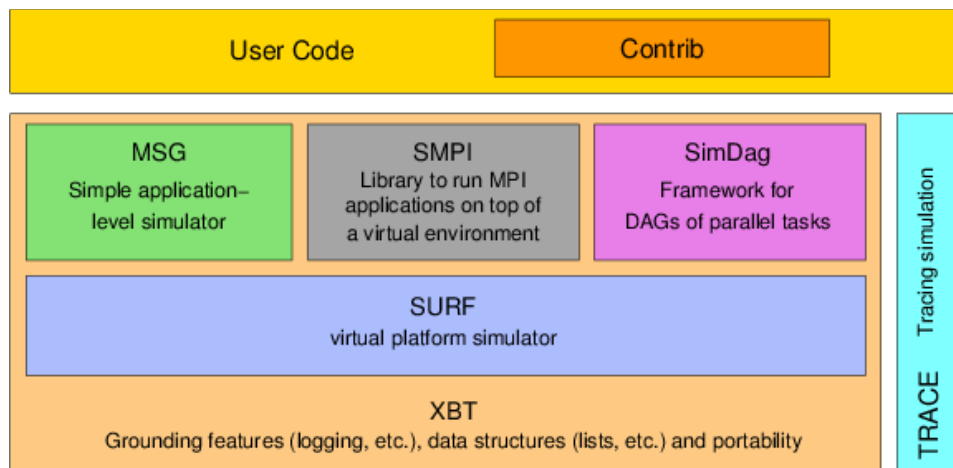 User Code
Contrib
MSG
Simple application–
level simulator
SMPI
Library to run MPI
applications on top of
a virtual environment
SimDag
Framework for
DAGs of parallel tasks
SURF
virtual platform simulator
XBT
Grounding features (logging, etc.), data structures (lists, etc.) and portability
TRACE Tracing simulation